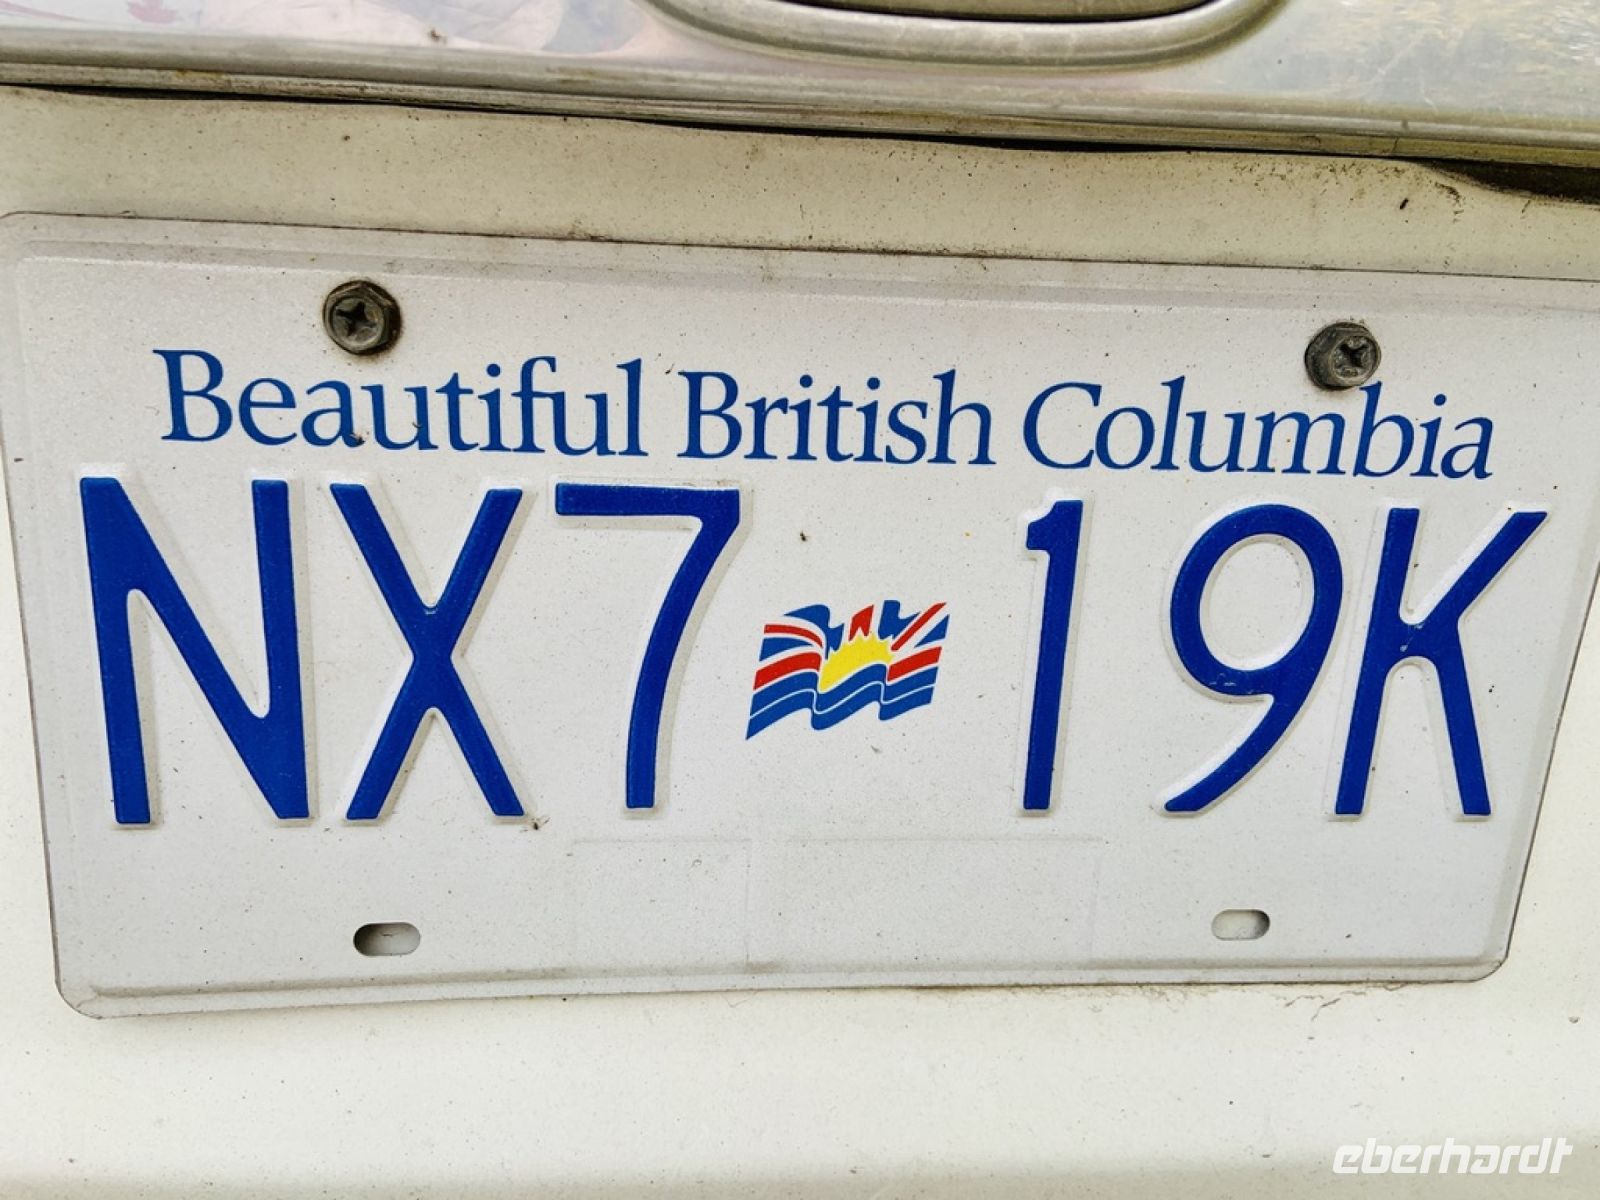 Beautiful British Columbia
NX7 19K
eberhardt